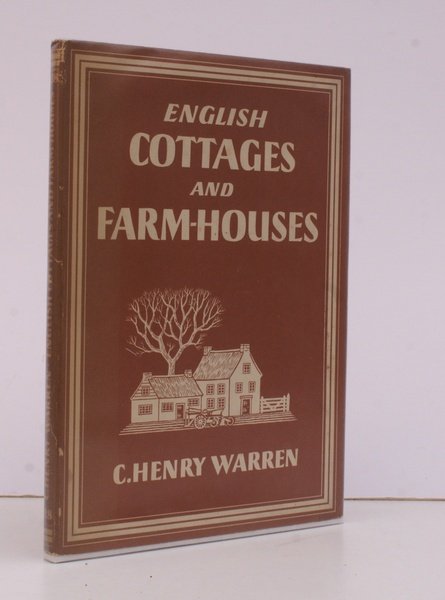 ENGLISH
COTTAGES
AND
FARM-HOUSES
C.HENRY WARREN